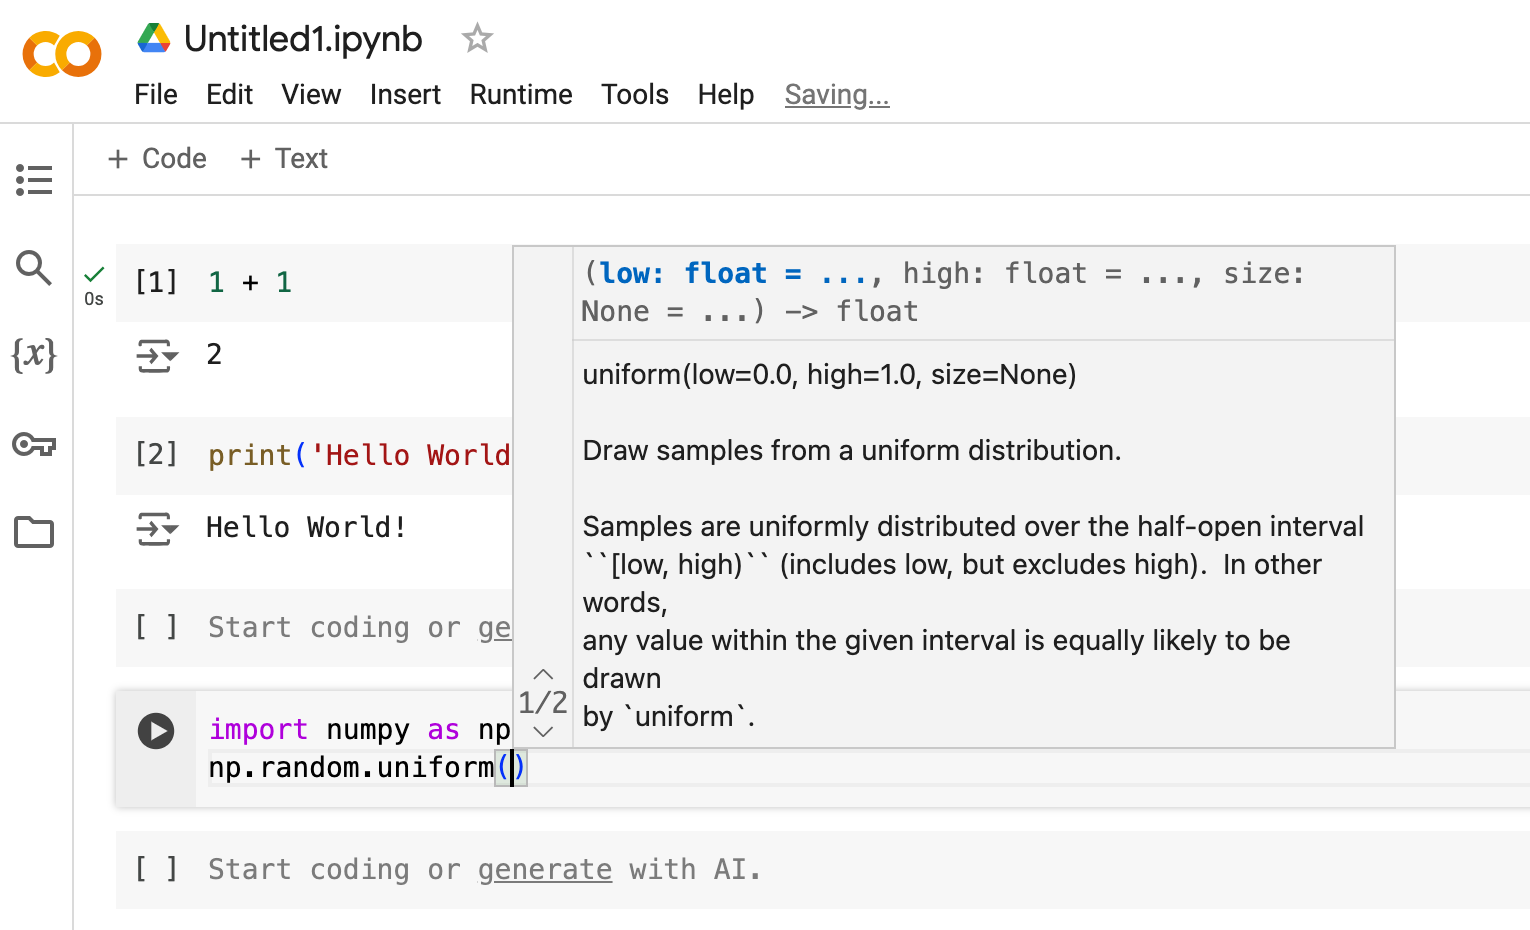 Untitled1.ipynb
File Edit View Insert Runtime Tools Help Saving...
+ Code + Text
[1] 1 + 1
0s
2
[2] print('Hello World
Hello World!
[ ] Start coding or ge
import numpy as np
np.random.uniform()
(low: float = ..., high: float = ..., size:
None = ...) -> float
uniform(low=0.0, high=1.0, size=None)
Draw samples from a uniform distribution.
Samples are uniformly distributed over the half-open interval
``[low, high)`` (includes low, but excludes high).  In other
words,
any value within the given interval is equally likely to be
drawn
by `uniform`.
1/2
[ ] Start coding or generate with AI.